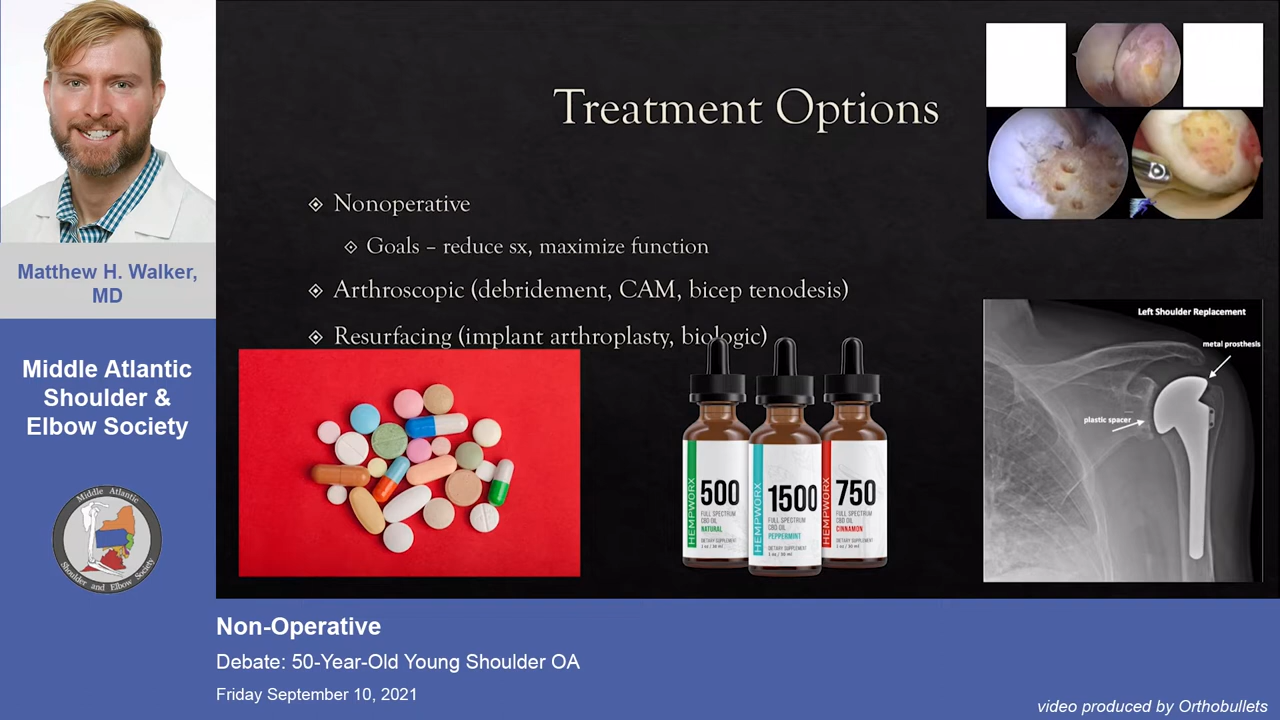 Matthew H. Walker,
MD
Middle Atlantic
Shoulder &
Elbow Society
Middle Atlantic
Shoulder and Elbow Society
Treatment Options
Nonoperative
Goals – reduce sx, maximize function
Arthroscopic (debridement, CAM, bicep tenodesis)
Resurfacing (implant arthroplasty, biologic)
HEMPWORX
500
FULL SPECTRUM
CBD OIL
NATURAL
DIETARY SUPPLEMENT
1 oz / 30 ml
HEMPWORX
1500
FULL SPECTRUM
CBD OIL
PEPPERMINT
DIETARY SUPPLEMENT
1 oz / 30 ml
HEMPWORX
750
FULL SPECTRUM
CBD OIL
CINNAMON
DIETARY SUPPLEMENT
1 oz / 30 ml
Left Shoulder Replacement
metal prosthesis
plastic spacer
Non-Operative
Debate: 50-Year-Old Young Shoulder OA
Friday September 10, 2021
video produced by Orthobullets